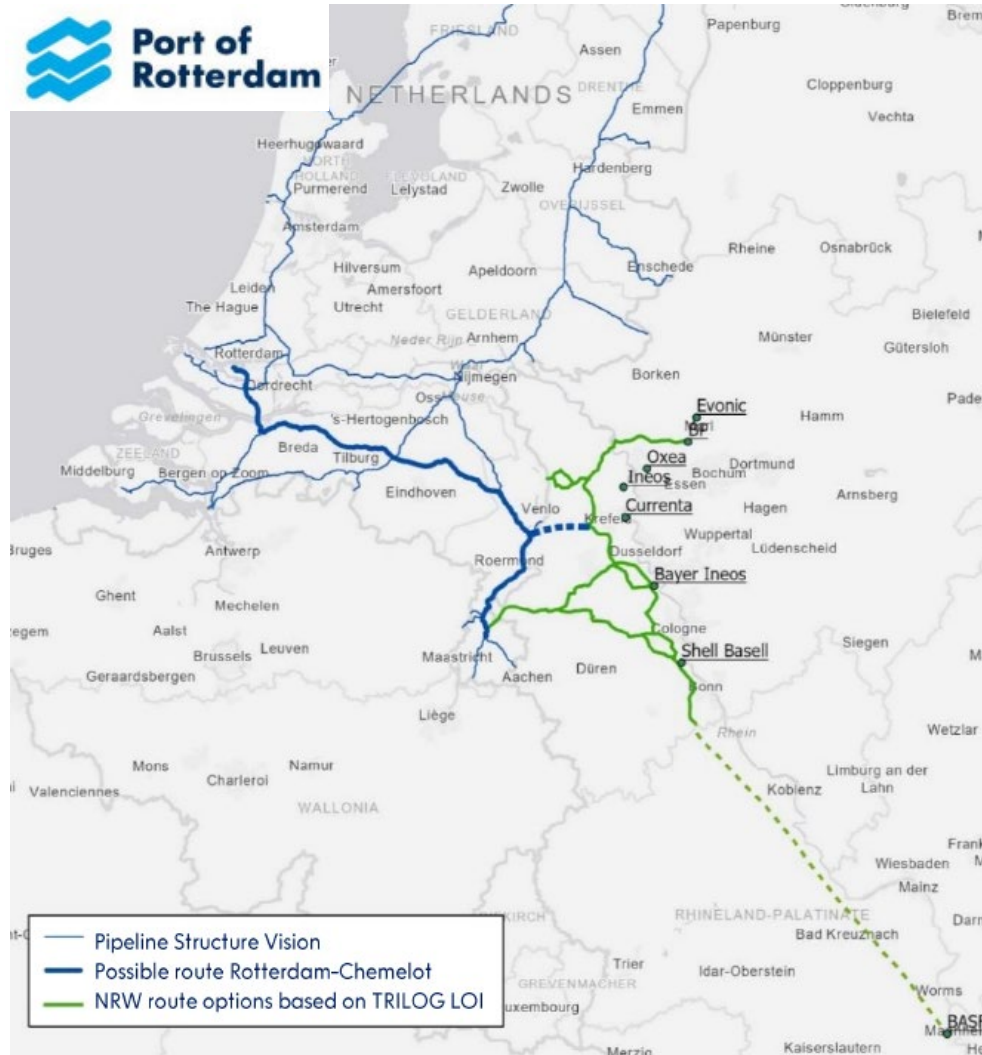 Port of
Rotterdam
FRIESLAND
Assen
Papenburg
Cloppenburg
DRENTHE
NETHERLANDS
Emmen
Vechta
Heerhugowaard
NORTH
HOLLAND
Purmerend
FLEVOLAND
Lelystad
Hardenberg
Zwolle
OVERIJSSEL
Amsterdam
Rheine
Osnabrück
Hilversum
Apeldoorn
Enschede
Leiden
Amersfoort
The Hague
Utrecht
GELDERLAND
Bielefeld
Neder Rijn
Arnhem
Münster
Gütersloh
Rotterdam
Waal
Nijmegen
Borken
Dordrecht
Oss
Evonic
Hamm
Grevelingen
's-Hertogenbosch
Marl
BP
ZEELAND
Breda
Tilburg
Oxea
Dortmund
Middelburg
Bergen op Zoom
Ineos
Bochum
Essen
Eindhoven
Arnsberg
Venlo
Currenta
Hagen
Krefeld
Wuppertal
Bruges
Antwerp
Roermond
Dusseldorf
Lüdenscheid
Ghent
Mechelen
Bayer Ineos
Aalst
Cologne
Siegen
Brussels
Leuven
Maastricht
Shell Basell
Geraardsbergen
Düren
Aachen
Bonn
Liège
Rhein
Wetzlar
Mons
Namur
Charleroi
Limburg an der
Lahn
Valenciennes
Koblenz
WALLONIA
Wiesbaden
Mainz
RHINELAND-PALATINATE
Bad Kreuznach
Pipeline Structure Vision
Possible route Rotterdam-Chemelot
Trier
Idar-Oberstein
GREVENMACHER
NRW route options based on TRILOG LOI
Worms
BASF
Kaiserslautern
Merzig